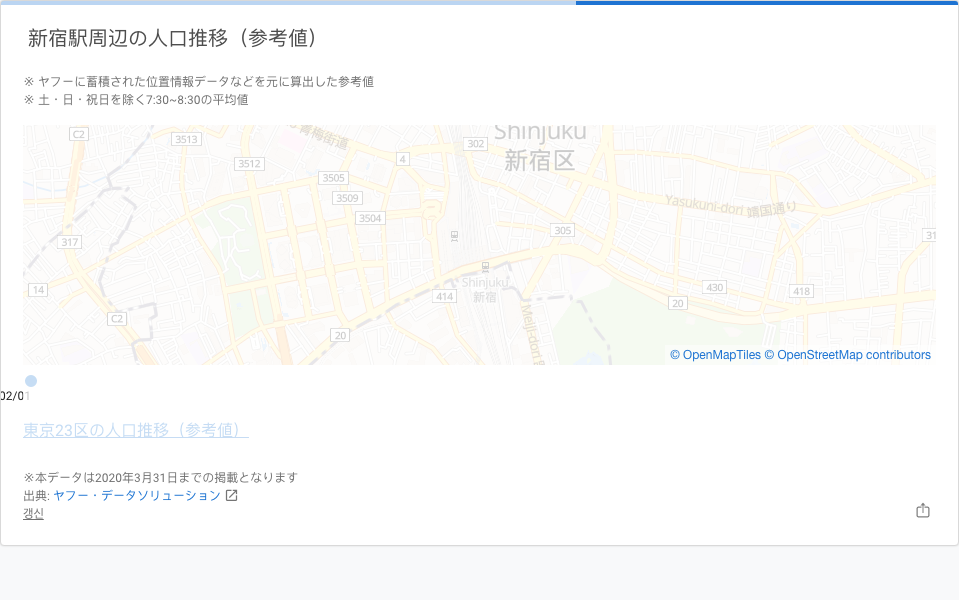 新宿駅周辺の人口推移（参考値）
※ ヤフーに蓄積された位置情報データなどを元に算出した参考値
※ 土・日・祝日を除く7:30~8:30の平均値
C2
3513
青梅街道
302
Shinjuku
新宿区
4
3512
3505
3509
3504
Yasukuni-dori 靖国通り
305
317
31
14
Shinjuku
新宿
414
430
418
20
C2
20
Meiji-dori
© OpenMapTiles © OpenStreetMap contributors
02/01
東京23区の人口推移（参考値）
※本データは2020年3月31日までの掲載となります
出典: ヤフー・データソリューション
갱신